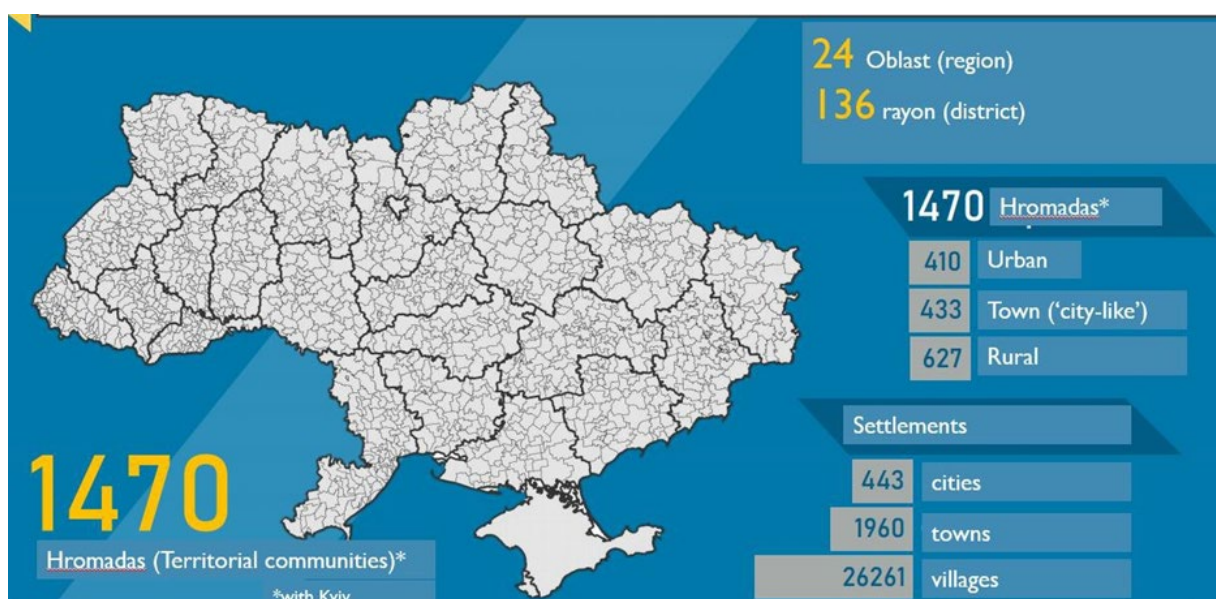 24 Oblast (region)
136 rayon (district)
1470 Hromadas*
410 Urban
433 Town (‘city-like’)
627 Rural
Settlements
443 cities
1960 towns
26261 villages
1470
Hromadas (Territorial communities)*
*with Kyiv